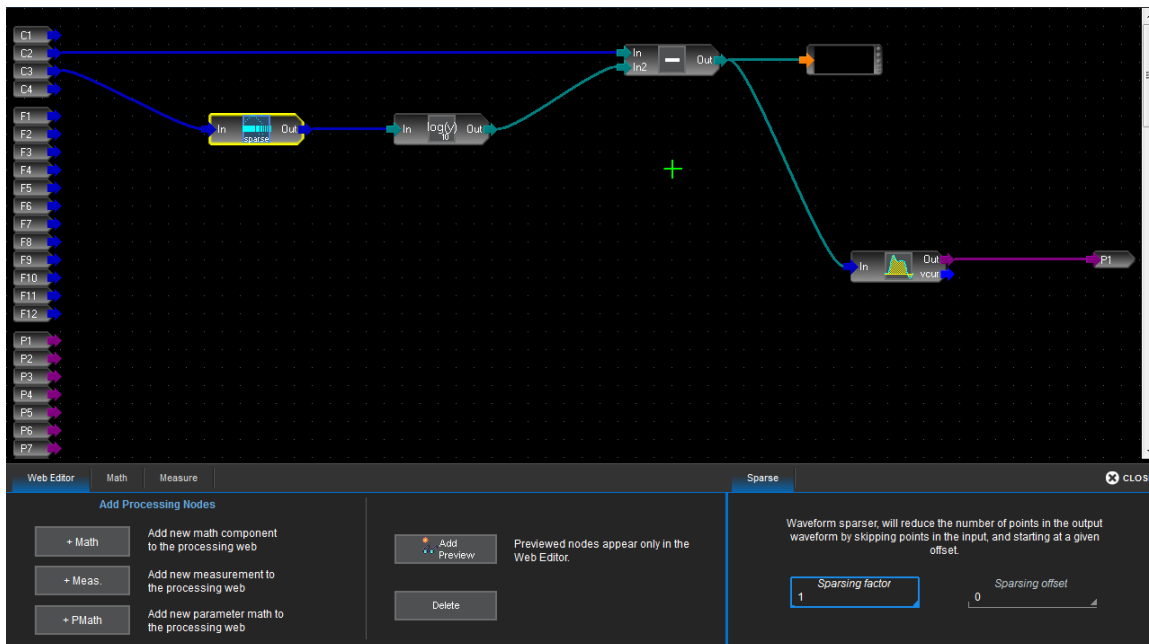 C1
C2
C3
C4
F1
F2
F3
F4
F5
F6
F7
F8
F9
F10
F11
F12
P1
P2
P3
P4
P5
P6
P7
In
Out
sparse
In
log(y)
10
Out
In
In2
Out
In
Out
vcur
P1
Web Editor Math Measure
Add Processing Nodes
+ Math
Add new math component
to the processing web
+ Meas.
Add new measurement to
the processing web
+ PMath
Add new parameter math to
the processing web
Add
Preview
Previewed nodes appear only in the
Web Editor.
Delete
Sparse
CLOS
Waveform sparser, will reduce the number of points in the output
waveform by skipping points in the input, and starting at a given
offset.
Sparsing factor
1
Sparsing offset
0